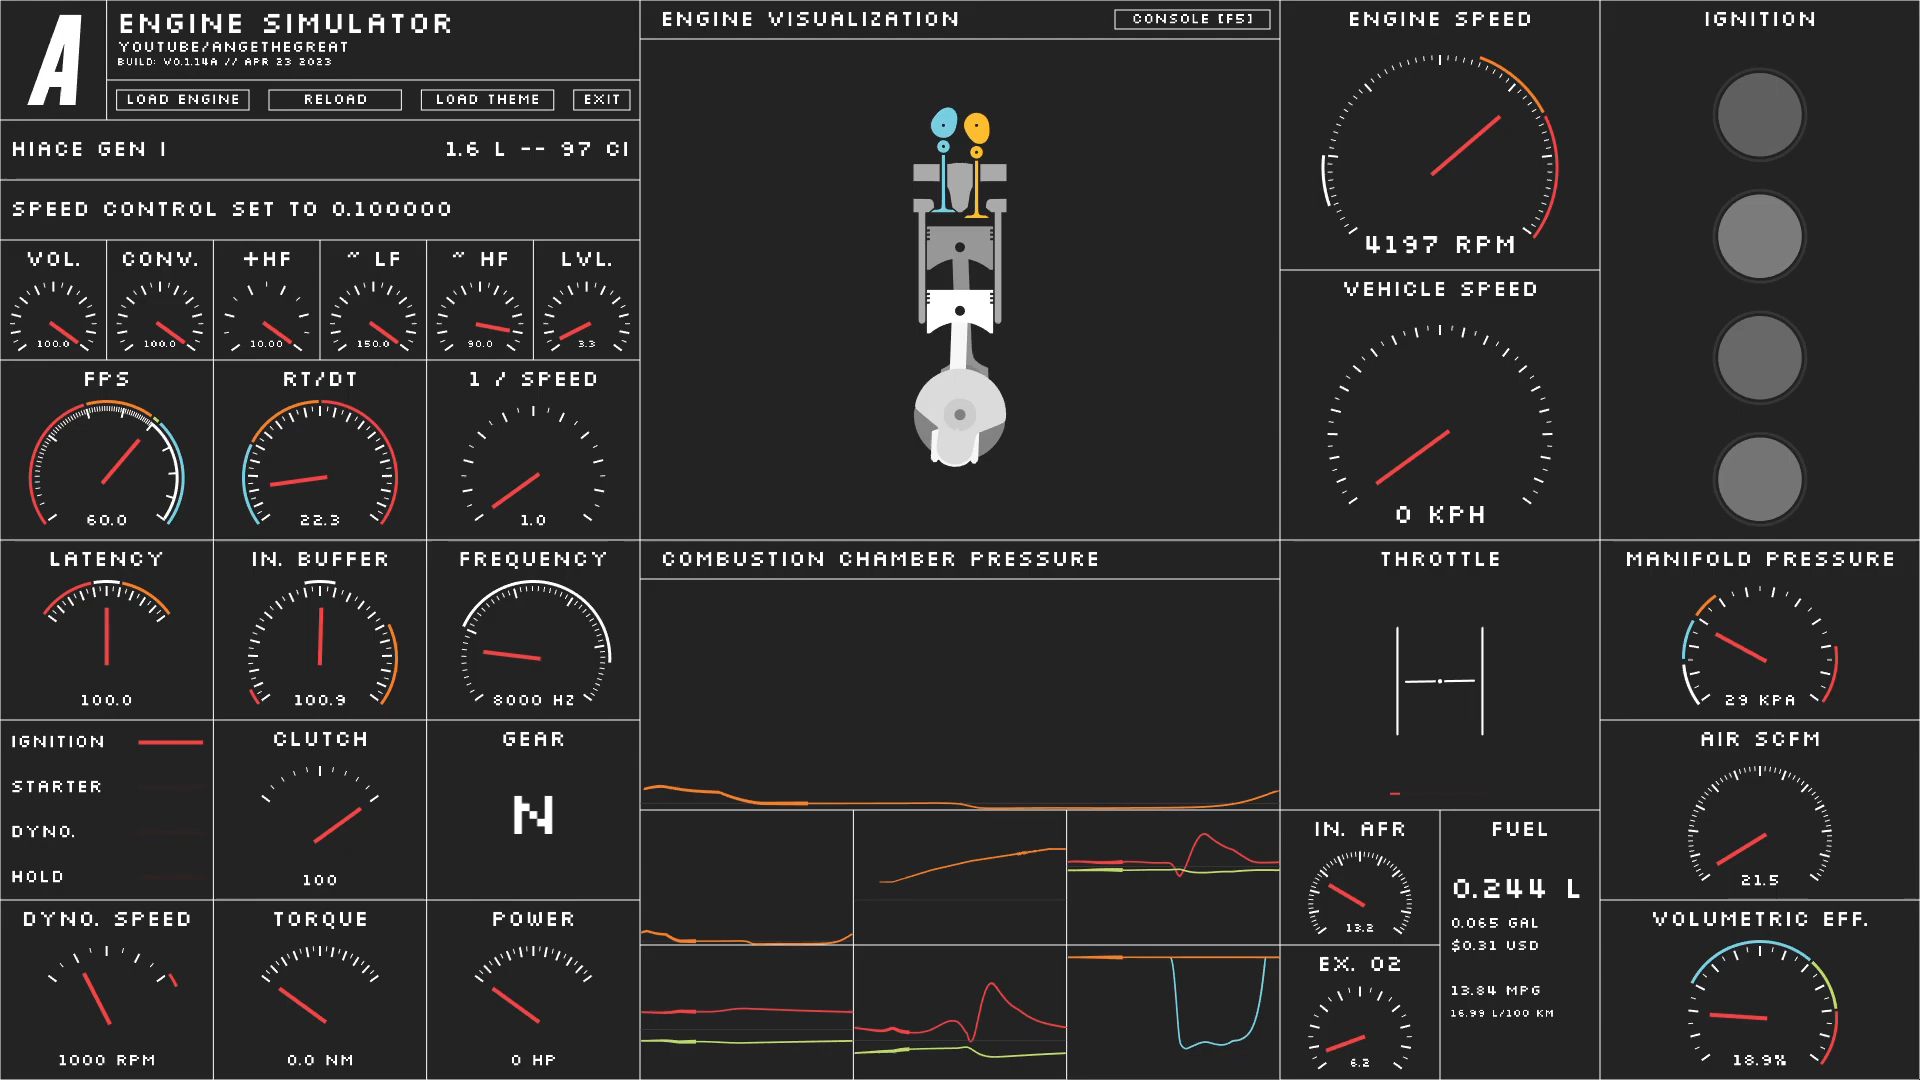 A
ENGINE SIMULATOR
YOUTUBE/ANGETHEGREAT
BUILD: V0.1.14A // APR 23 2023
LOAD ENGINE
RELOAD
LOAD THEME
EXIT
HIACE GEN I
1.6 L -- 97 CI
SPEED CONTROL SET TO 0.100000
VOL.
CONV.
+HF
~ LF
~ HF
LVL.
100.0
100.0
10.00
150.0
90.0
3.3
FPS
RT/DT
1 / SPEED
60.0
22.3
1.0
LATENCY
IN. BUFFER
FREQUENCY
100.0
100.9
8000 HZ
IGNITION
STARTER
DYNO.
HOLD
CLUTCH
100
GEAR
N
DYNO. SPEED
TORQUE
POWER
1000 RPM
0.0 NM
0 HP
ENGINE VISUALIZATION
CONSOLE [F5]
COMBUSTION CHAMBER PRESSURE
ENGINE SPEED
4197 RPM
VEHICLE SPEED
0 KPH
IGNITION
THROTTLE
MANIFOLD PRESSURE
29 KPA
AIR SCFM
21.5
IN. AFR
13.2
FUEL
0.244 L
0.065 GAL
$0.31 USD
13.84 MPG
16.99 L/100 KM
EX. O2
6.2
VOLUMETRIC EFF.
18.9%